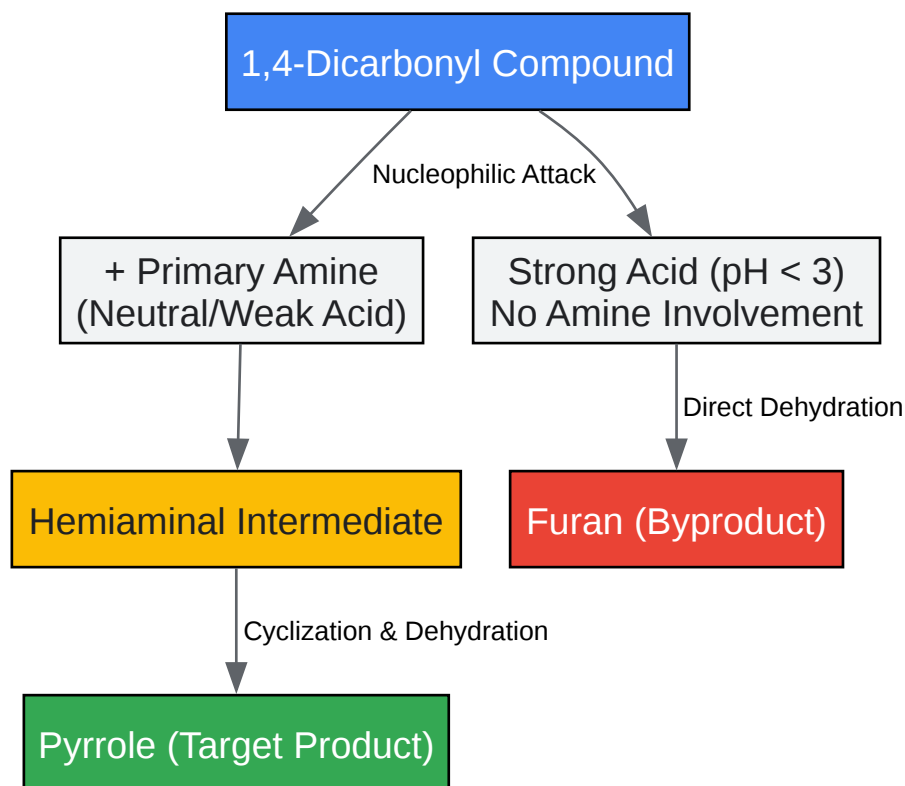 1,4-Dicarbonyl Compound
Nucleophilic Attack
+ Primary Amine
(Neutral/Weak Acid)
Strong Acid (pH < 3)
No Amine Involvement
Direct Dehydration
Hemiaminal Intermediate
Furan (Byproduct)
Cyclization & Dehydration
Pyrrole (Target Product)